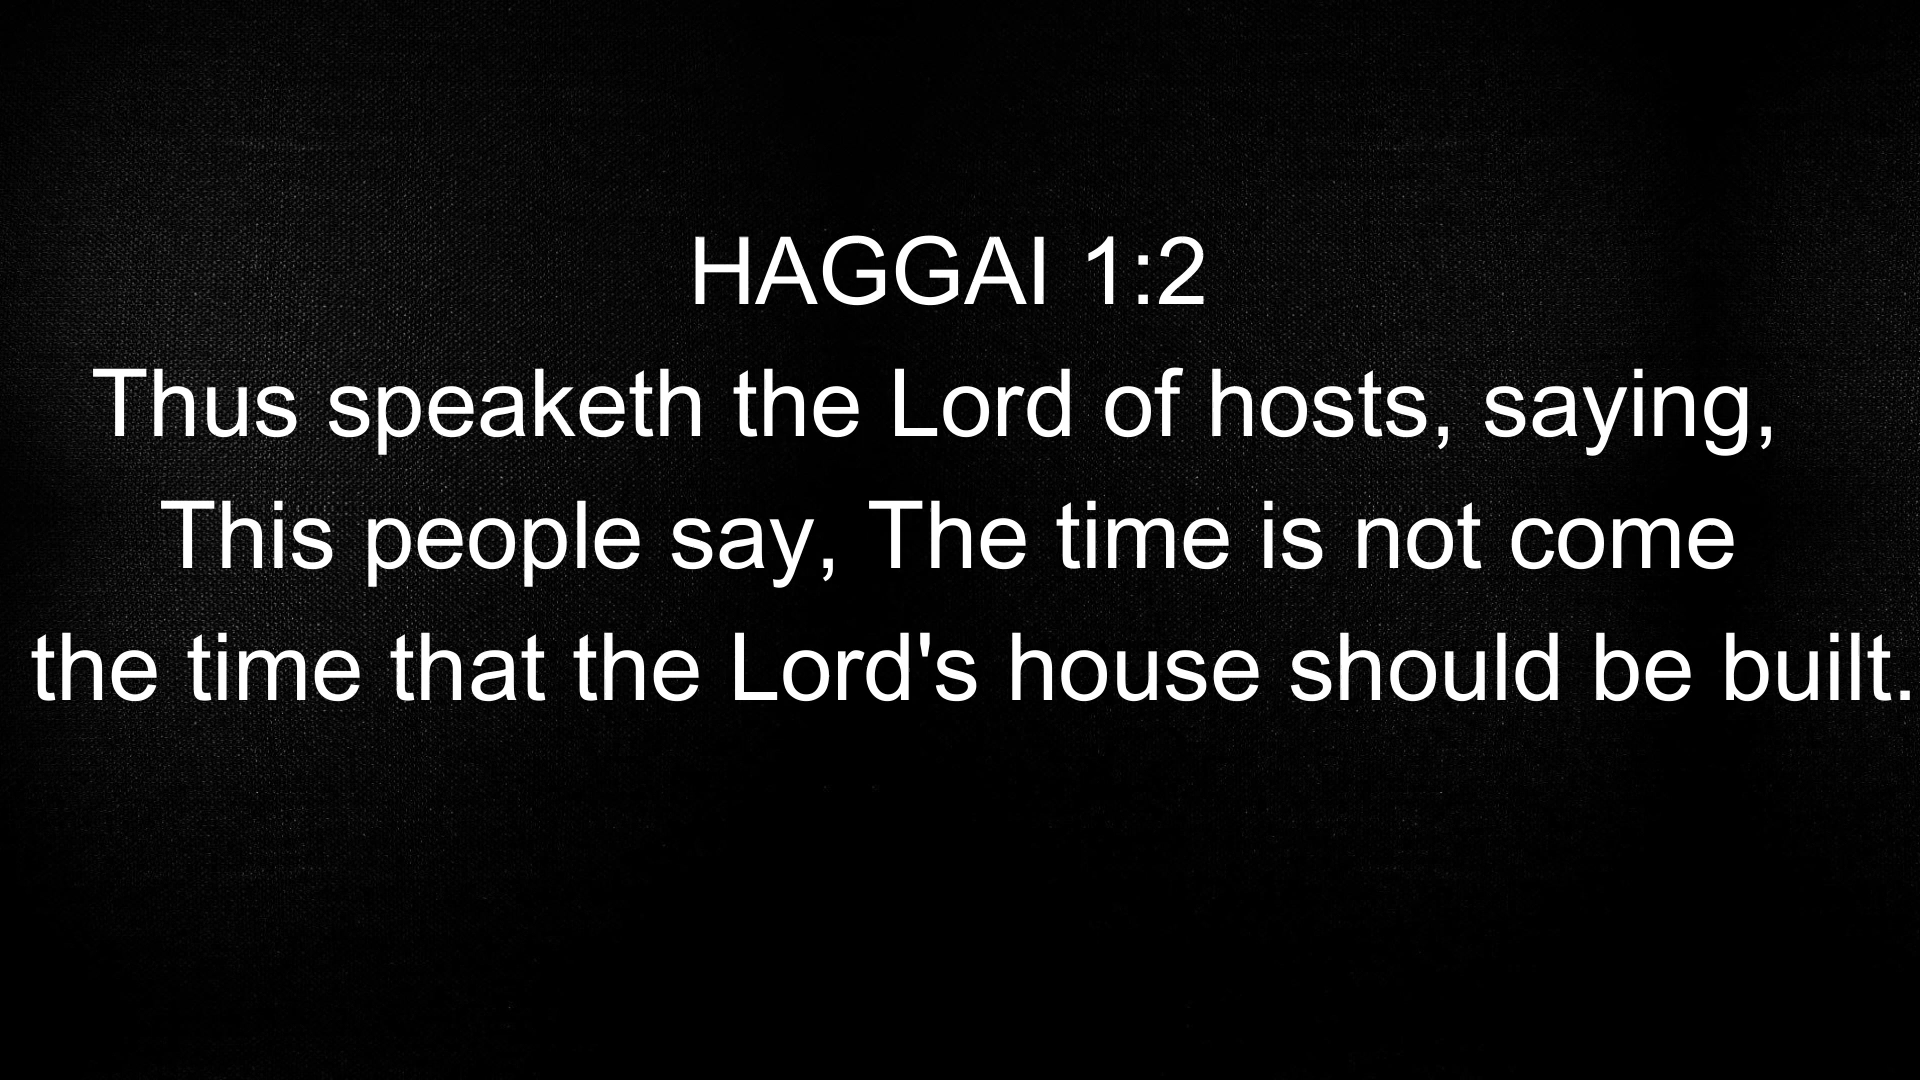 HAGGAI 1:2
Thus speaketh the Lord of hosts, saying,
This people say, The time is not come
the time that the Lord's house should be built.